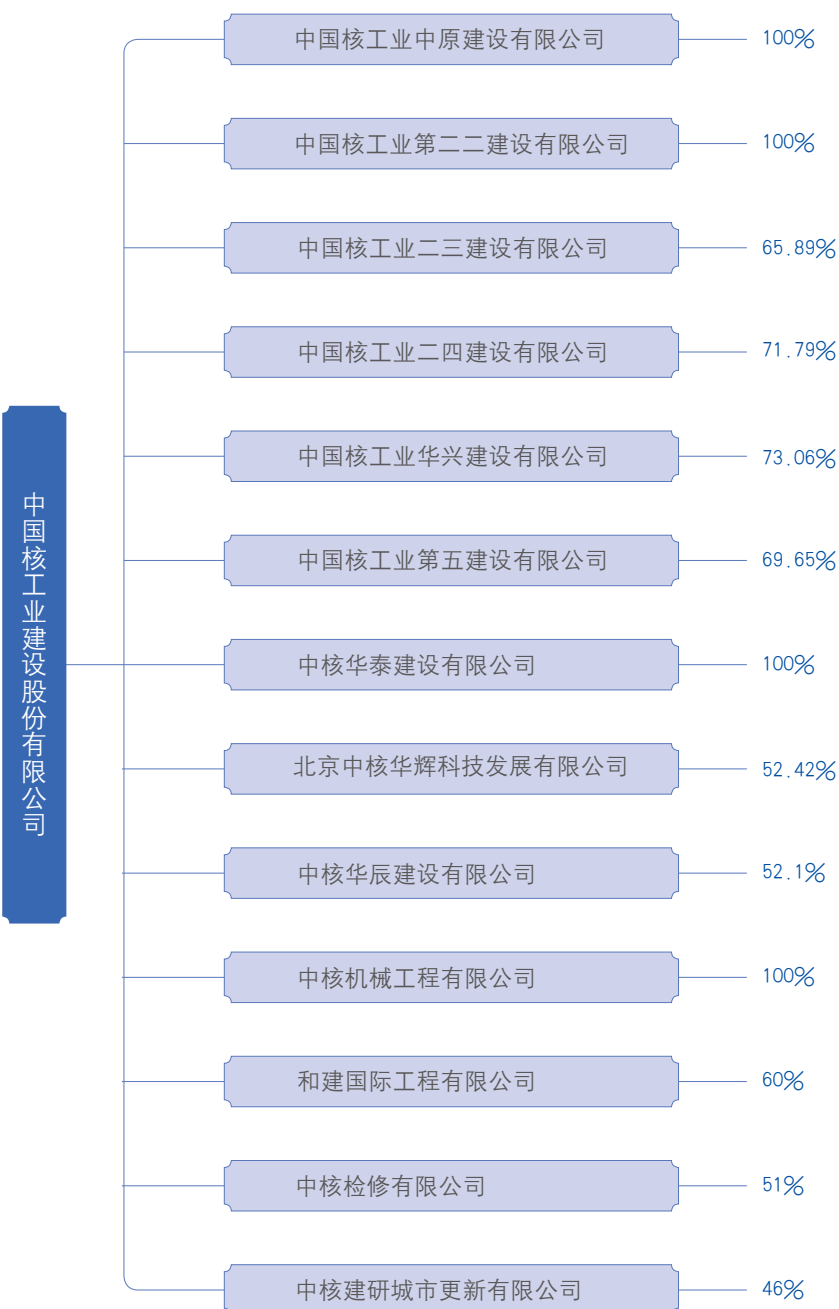 中国核工业建设股份有限公司
中国核工业中原建设有限公司 100%
中国核工业第二二建设有限公司 100%
中国核工业二三建设有限公司 65.89%
中国核工业二四建设有限公司 71.79%
中国核工业华兴建设有限公司 73.06%
中国核工业第五建设有限公司 69.65%
中核华泰建设有限公司 100%
北京中核华辉科技发展有限公司 52.42%
中核华辰建设有限公司 52.1%
中核机械工程有限公司 100%
和建国际工程有限公司 60%
中核检修有限公司 51%
中核建研城市更新有限公司 46%